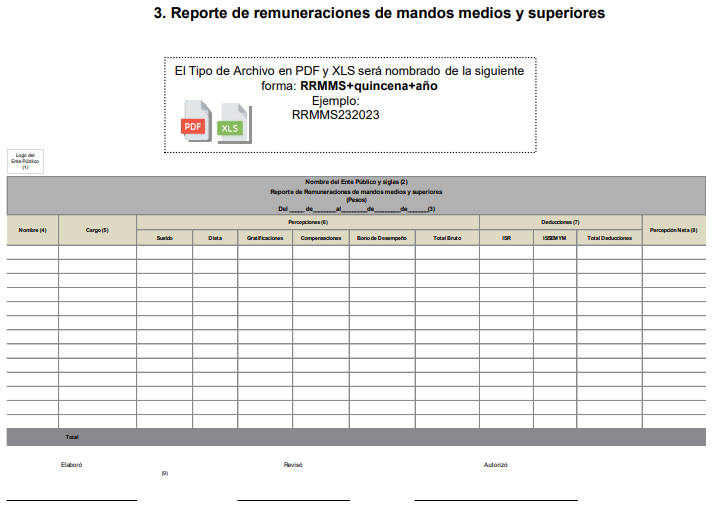 3. Reporte de remuneraciones de mandos medios y superiores
El Tipo de Archivo en PDF y XLS será nombrado de la siguiente
forma: RRMMS+quincena+año
Ejemplo:
RRMMS232023
PDF
XLS
Logo del
Ente Público
(1)
Nombre del Ente Público y siglas (2)
Reporte de Remuneraciones de mandos medios y superiores
(Pesos)
Del _____ de_______al_______de_______de______(3)
Nombre (4) Cargo (5) Percepciones (6) Deducciones (7) Percepción Neta (8)
Sueldo Dieta Gratificaciones Compensaciones Bono de Desempeño Total Bruto ISR ISSEMYM Total Deducciones
Total
Elaboró Revisó Autorizó
(9)